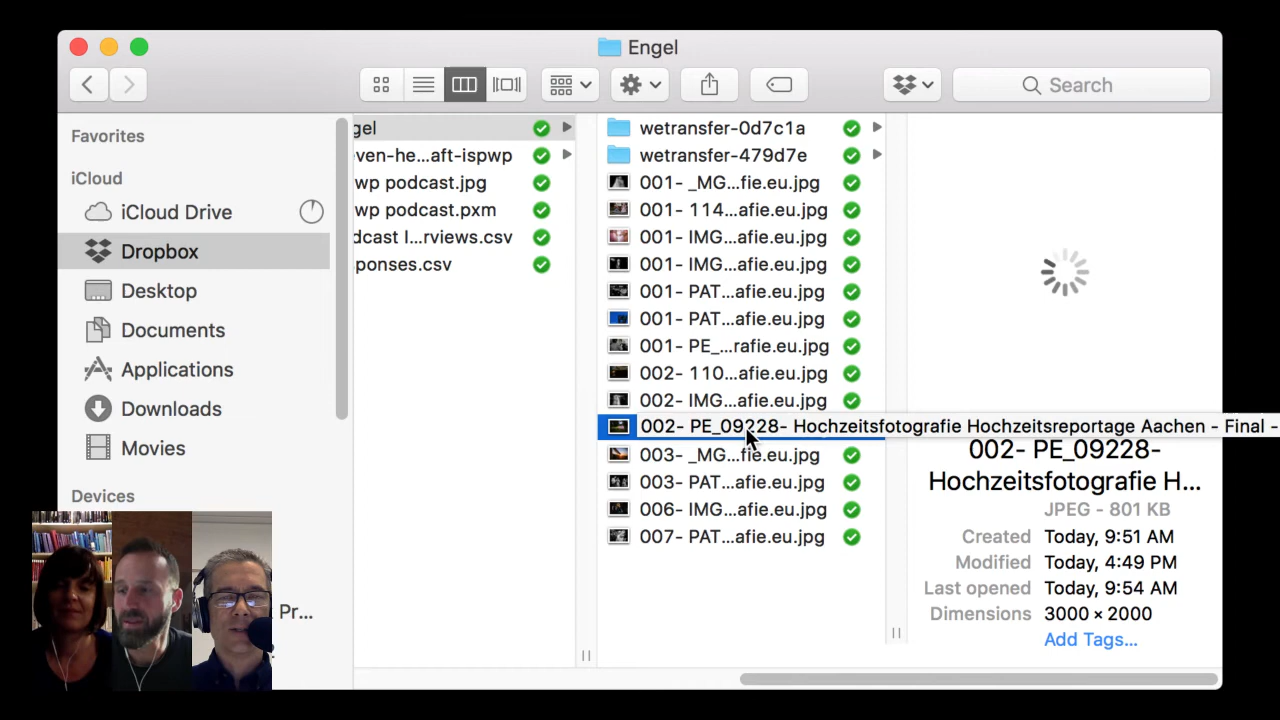 Engel
Search
Favorites
iCloud
iCloud Drive
Dropbox
Desktop
Documents
Applications
Downloads
Movies
Devices
Pr...
gel
ven-he...aft-ispwp
wp podcast.jpg
wp podcast.pxm
dcast I...rviews.csv
ponses.csv
wetransfer-0d7c1a
wetransfer-479d7e
001- _MG...fie.eu.jpg
001- 114...afie.eu.jpg
001- IMG...afie.eu.jpg
001- IMG...afie.eu.jpg
001- PAT...afie.eu.jpg
001- PAT...afie.eu.jpg
001- PE_...rafie.eu.jpg
002- 110...afie.eu.jpg
002- IMG...afie.eu.jpg
002- PE_09228- Hochzeitsfotografie Hochzeitsreportage Aachen - Final -
003- _MG...fie.eu.jpg
003- PAT...afie.eu.jpg
006- IMG...afie.eu.jpg
007- PAT...afie.eu.jpg
002- PE_09228-
Hochzeitsfotografie H...
JPEG - 801 KB
Created Today, 9:51 AM
Modified Today, 4:49 PM
Last opened Today, 9:54 AM
Dimensions 3000 × 2000
Add Tags...